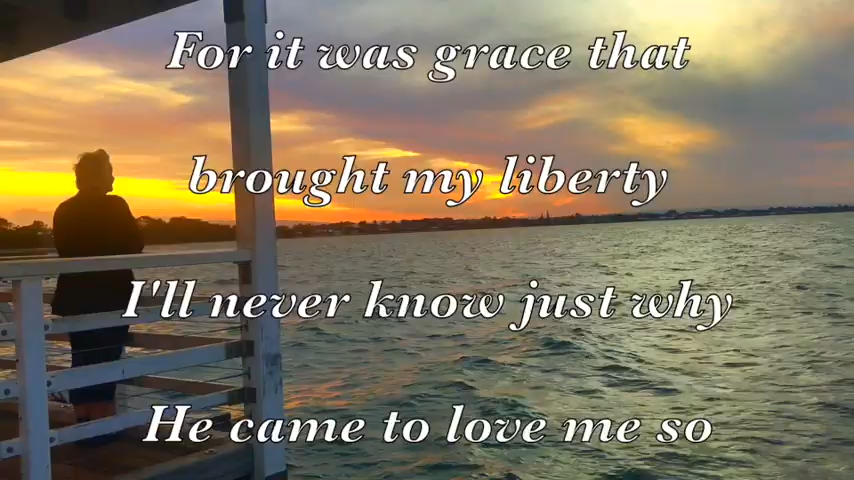 For it was grace that
brought my liberty
I'll never know just why
He came to love me so